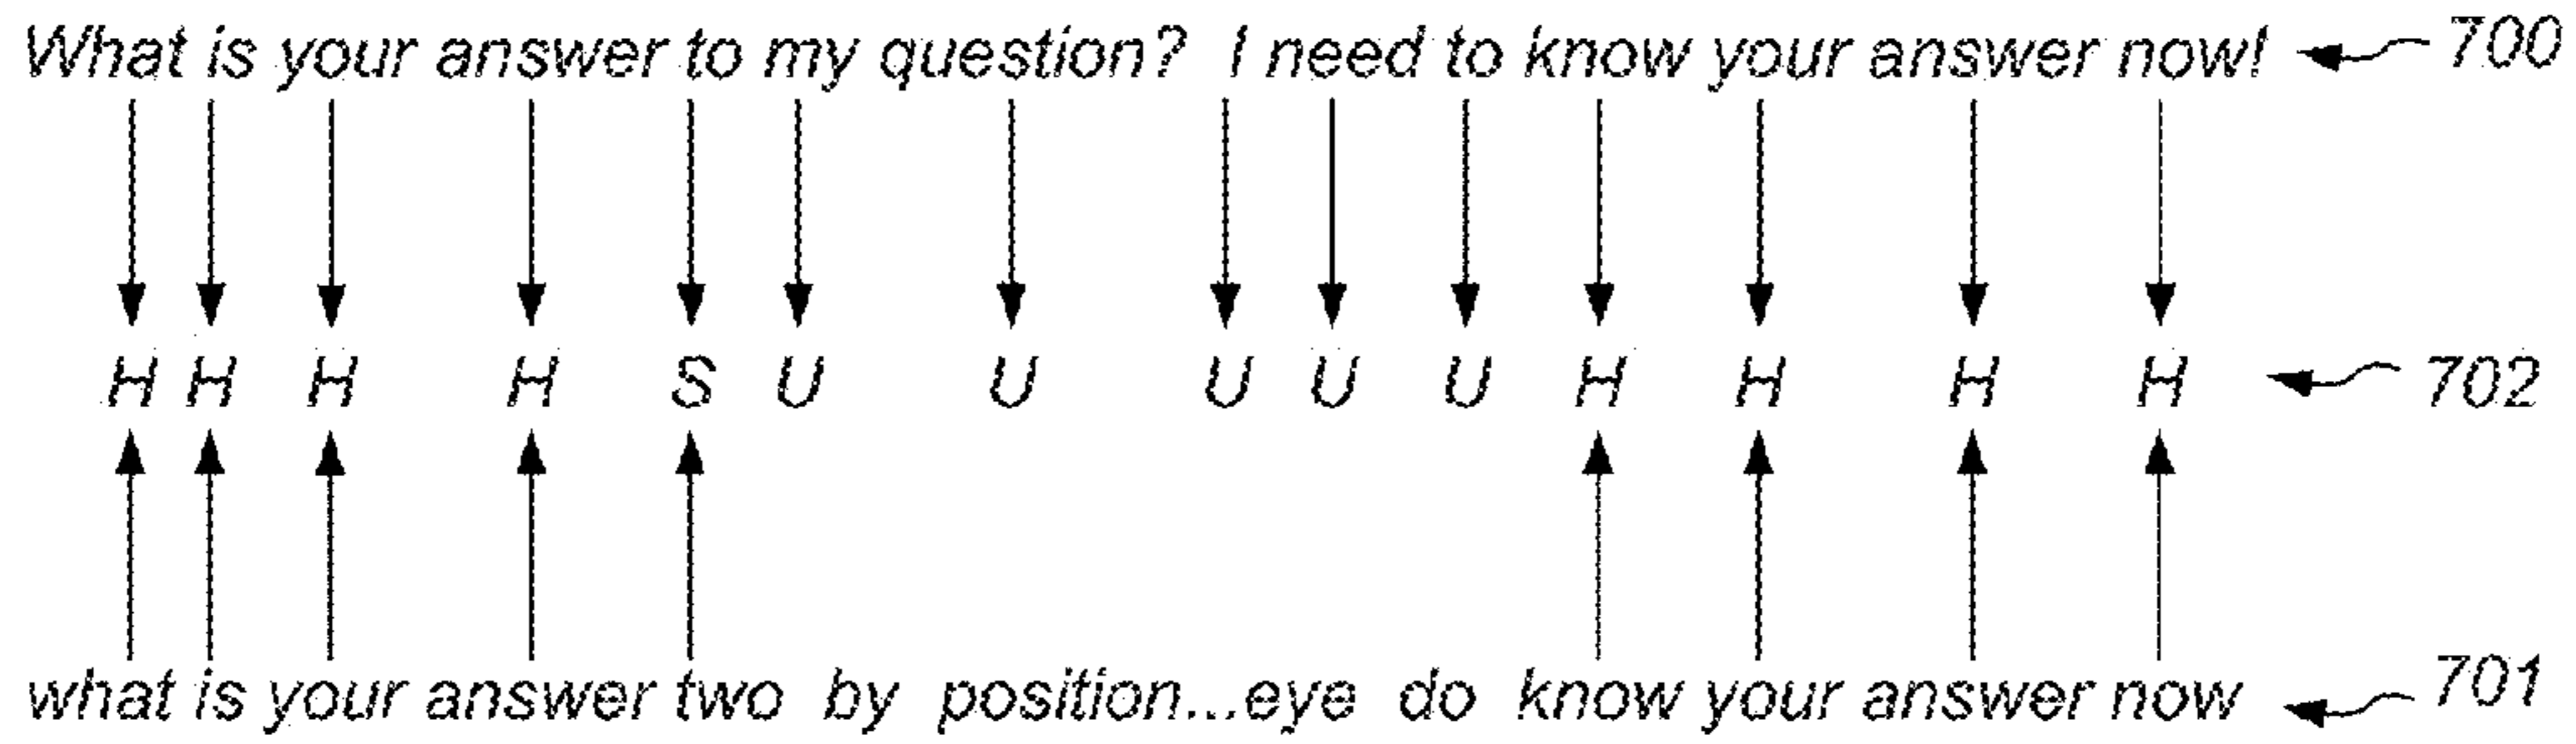 What is your answer to my question? I need to know your answer now! 700
H H H H S U U U U U H H H H 702
what is your answer two by position...eye do know your answer now 701